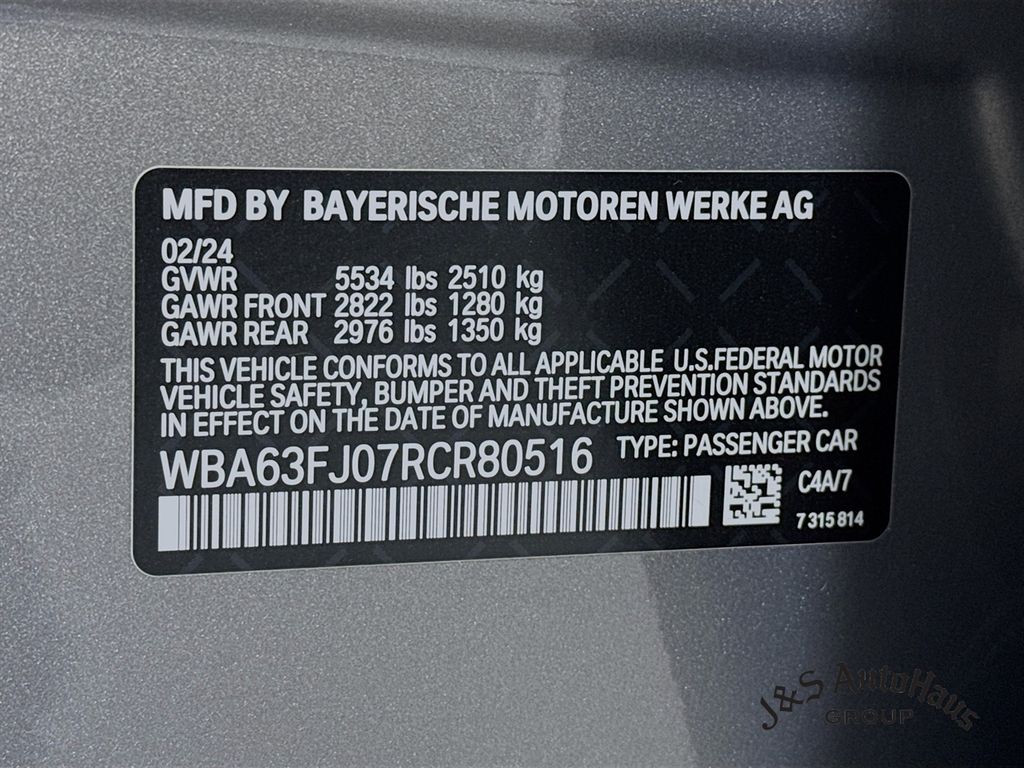 MFD BY BAYERISCHE MOTOREN WERKE AG
02/24
GVWR 5534 lbs 2510 kg
GAWR FRONT 2822 lbs 1280 kg
GAWR REAR 2976 lbs 1350 kg
THIS VEHICLE CONFORMS TO ALL APPLICABLE U.S.FEDERAL MOTOR
VEHICLE SAFETY, BUMPER AND THEFT PREVENTION STANDARDS
IN EFFECT ON THE DATE OF MANUFACTURE SHOWN ABOVE.
WBA63FJ07RCR80516 TYPE: PASSENGER CAR
C4A/7
7 315 814
J&S AutoHaus
GROUP